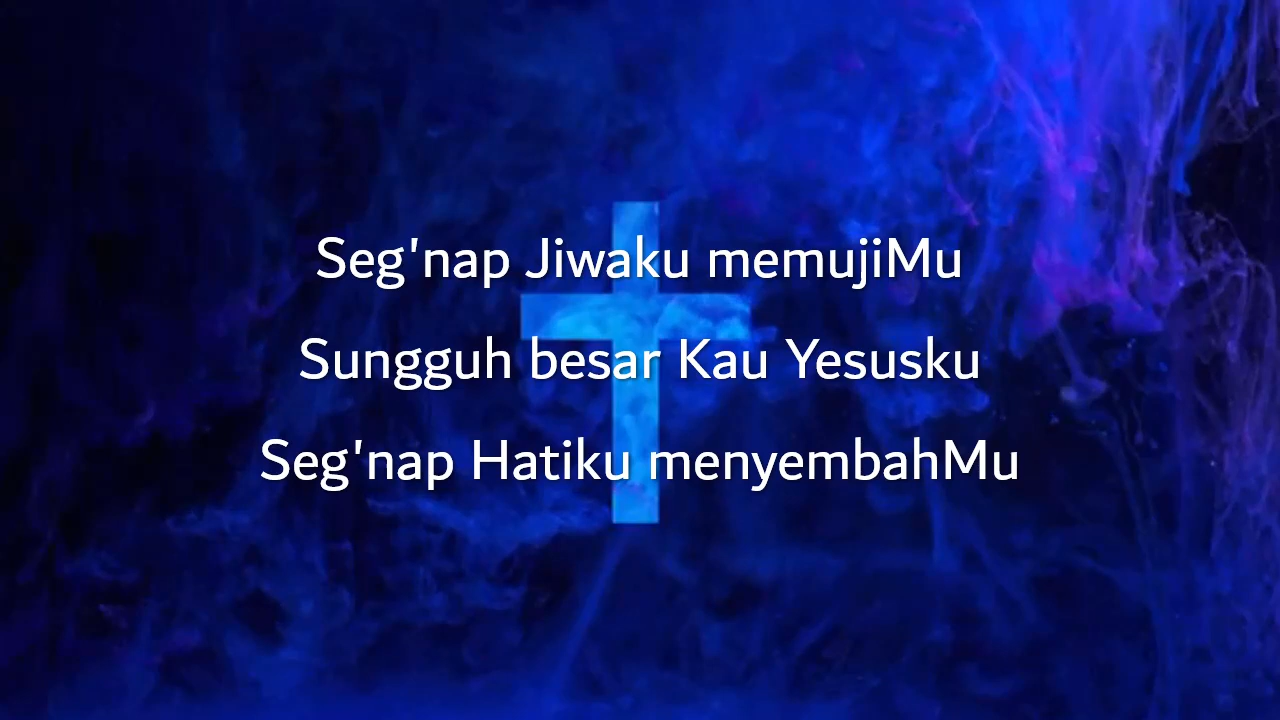 Seg'nap Jiwaku memujiMu
Sungguh besar Kau Yesusku
Seg'nap Hatiku menyembahMu